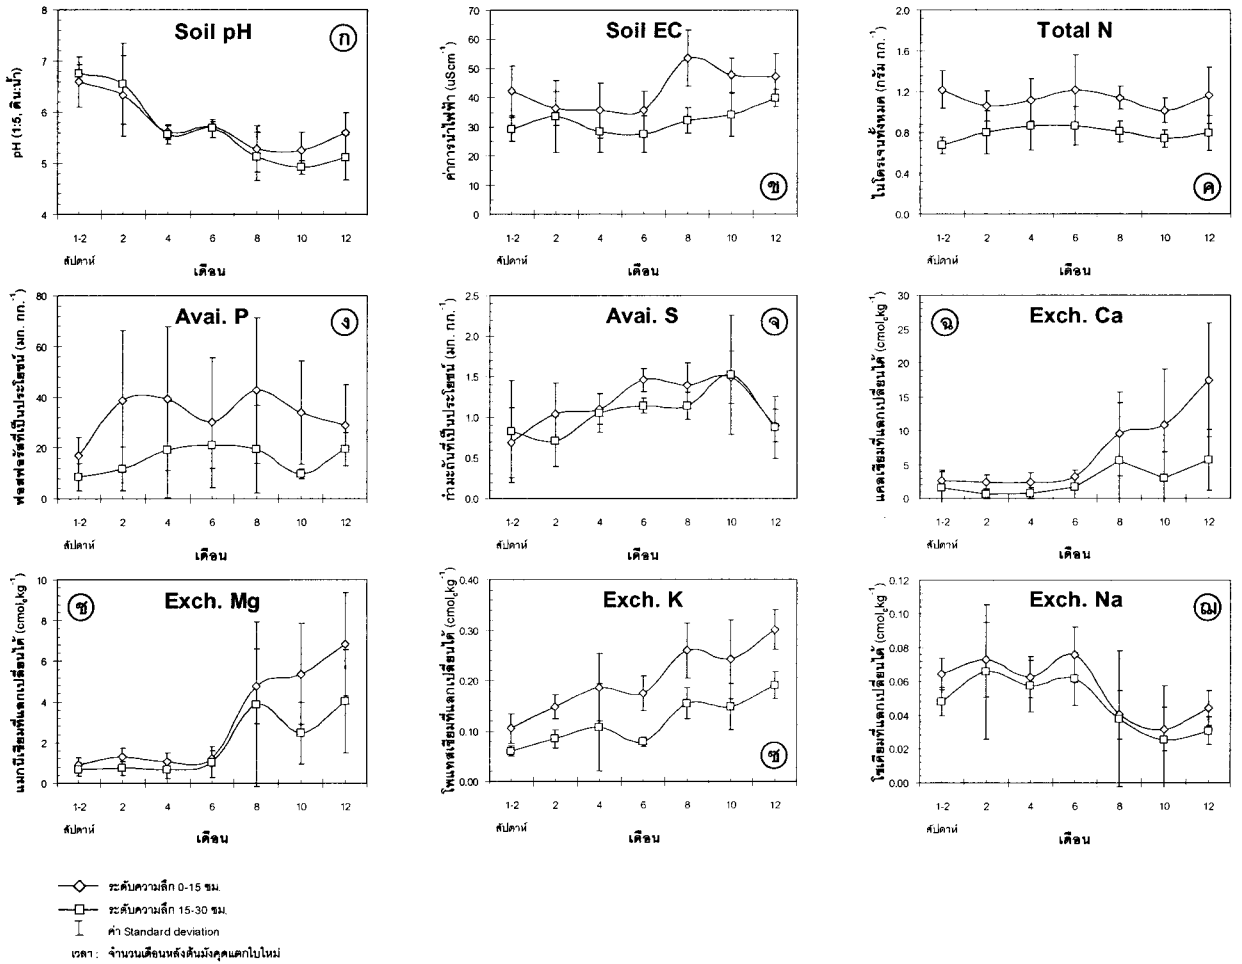 Soil pH
ก
pH (1:5, ดิน:น้ำ)
8
7
6
5
4
1-2
2
4
6
8
10
12
สัปดาห์
เดือน
Soil EC
ข
ค่าการนำไฟฟ้า (uScm-1)
70
60
50
40
30
20
10
0
1-2
2
4
6
8
10
12
สัปดาห์
เดือน
Total N
ค
ไนโตรเจนทั้งหมด (กรัม กก.-1)
2.0
1.6
1.2
0.8
0.4
0.0
1-2
2
4
6
8
10
12
สัปดาห์
เดือน
Avai. P
ง
ฟอสฟอรัสที่เป็นประโยชน์ (มก. กก.-1)
80
60
40
20
0
1-2
2
4
6
8
10
12
สัปดาห์
เดือน
Avai. S
จ
กำมะถันที่เป็นประโยชน์ (มก. กก.-1)
2.5
2.0
1.5
1.0
0.5
0.0
1-2
2
4
6
8
10
12
สัปดาห์
เดือน
Exch. Ca
ฉ
แคลเซียมที่แลกเปลี่ยนได้ (cmolckg-1)
30
25
20
15
10
5
0
1-2
2
4
6
8
10
12
สัปดาห์
เดือน
Exch. Mg
ช
แมกนีเซียมที่แลกเปลี่ยนได้ (cmolckg-1)
10
8
6
4
2
0
1-2
2
4
6
8
10
12
สัปดาห์
เดือน
Exch. K
ซ
โพแทสเซียมที่แลกเปลี่ยนได้ (cmolckg-1)
0.40
0.30
0.20
0.10
0.00
1-2
2
4
6
8
10
12
สัปดาห์
เดือน
Exch. Na
ฌ
โซเดียมที่แลกเปลี่ยนได้ (cmolckg-1)
0.12
0.10
0.08
0.06
0.04
0.02
0.00
1-2
2
4
6
8
10
12
สัปดาห์
เดือน
ระดับความลึก 0-15 ซม.
ระดับความลึก 15-30 ซม.
ค่า Standard deviation
เวลา : จำนวนเดือนหลังต้นมังคุดแตกใบใหม่